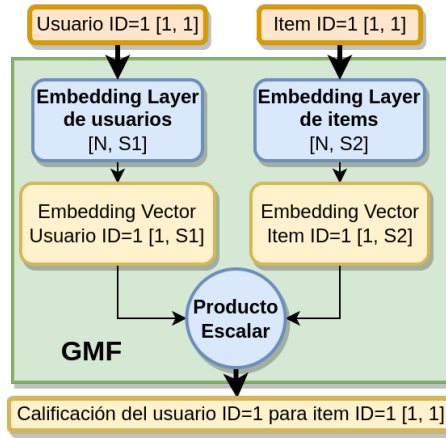 Usuario ID=1 [1, 1]
Item ID=1 [1, 1]
Embedding Layer
de usuarios
[N, S1]
Embedding Layer
de items
[N, S2]
Embedding Vector
Usuario ID=1 [1, S1]
Embedding Vector
Item ID=1 [1, S2]
Producto
Escalar
GMF
Calificación del usuario ID=1 para item ID=1 [1, 1]